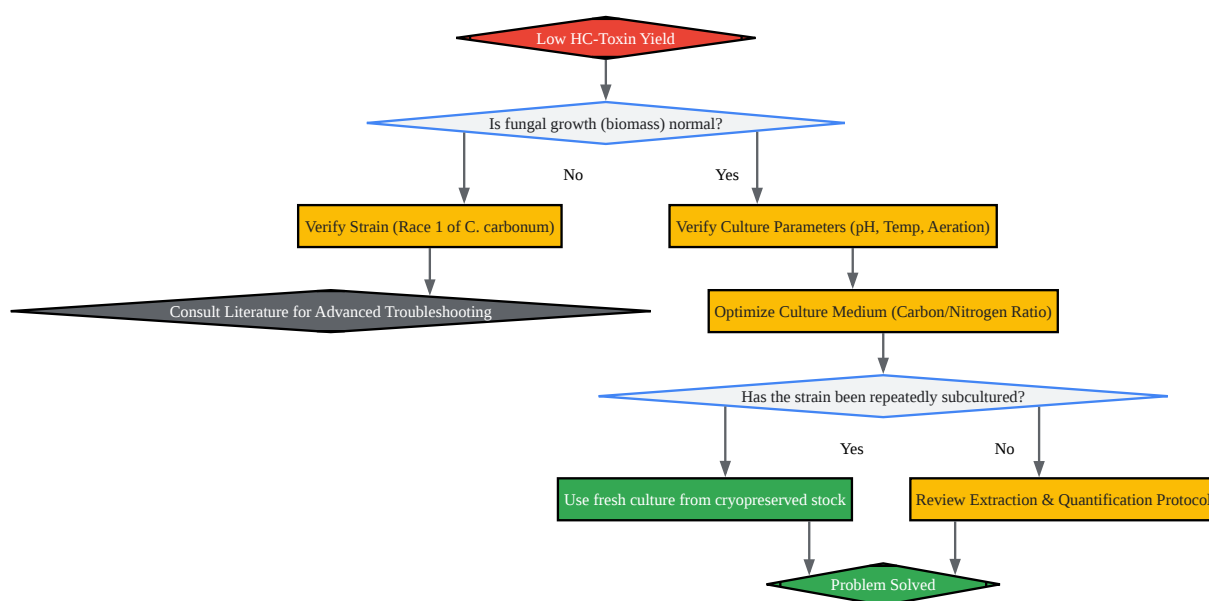 Low HC-Toxin Yield
Is fungal growth (biomass) normal?
No
Yes
Verify Strain (Race 1 of C. carbonum)
Verify Culture Parameters (pH, Temp, Aeration)
Consult Literature for Advanced Troubleshooting
Optimize Culture Medium (Carbon/Nitrogen Ratio)
Has the strain been repeatedly subcultured?
Yes
No
Use fresh culture from cryopreserved stock
Review Extraction & Quantification Protocol
Problem Solved